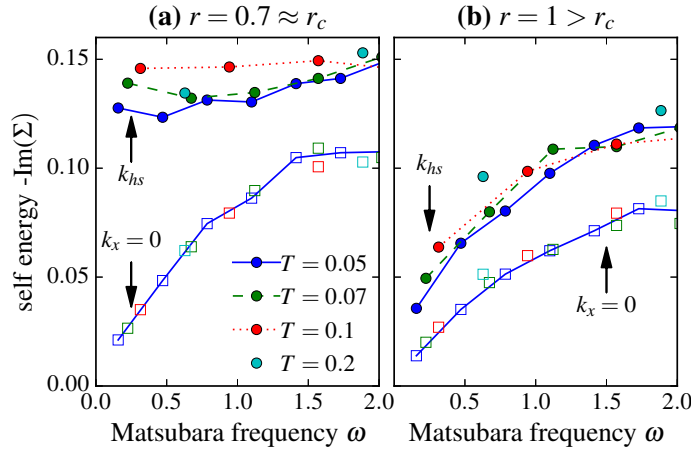 (a) r = 0.7 ≈ r_c
(b) r = 1 > r_c
self energy -Im(Σ)
0.15
0.10
0.05
0.00
k_hs
k_x = 0
T = 0.05
T = 0.07
T = 0.1
T = 0.2
0.0 0.5 1.0 1.5 2.0
Matsubara frequency ω
k_hs
k_x = 0
0.5 1.0 1.5 2.0
Matsubara frequency ω